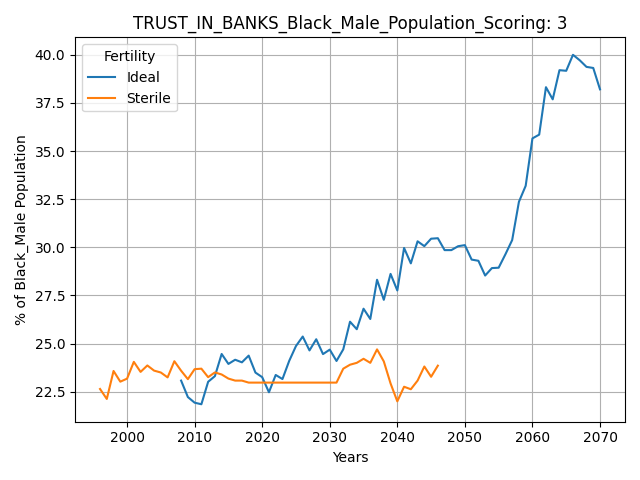 TRUST_IN_BANKS_Black_Male_Population_Scoring: 3
Fertility
Ideal
Sterile
% of Black_Male Population
40.0
37.5
35.0
32.5
30.0
27.5
25.0
22.5
2000 2010 2020 2030 2040 2050 2060 2070
Years